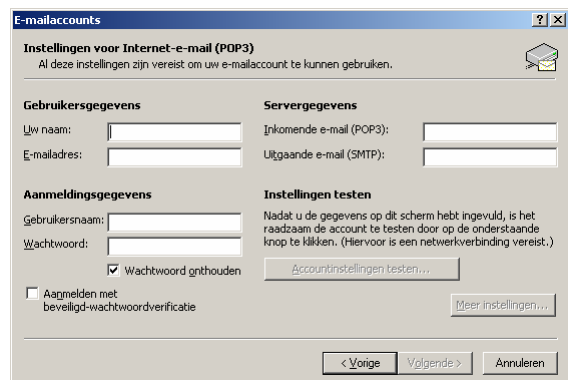 E-mailaccounts
Instellingen voor Internet-e-mail (POP3)
Al deze instellingen zijn vereist om uw e-mailaccount te kunnen gebruiken.
Gebruikersgegevens
Uw naam:
E-mailadres:
Servergegevens
Inkomende e-mail (POP3):
Uitgaande e-mail (SMTP):
Aanmeldingsgegevens
Gebruikersnaam:
Wachtwoord:
Wachtwoord onthouden
Aanmelden met
beveiligd-wachtwoordverificatie
Instellingen testen
Nadat u de gegevens op dit scherm hebt ingevuld, is het
raadzaam de account te testen door op de onderstaande
knop te klikken. (Hiervoor is een netwerkverbinding vereist.)
Accountinstellingen testen...
Meer instellingen...
< Vorige
Volgende >
Annuleren